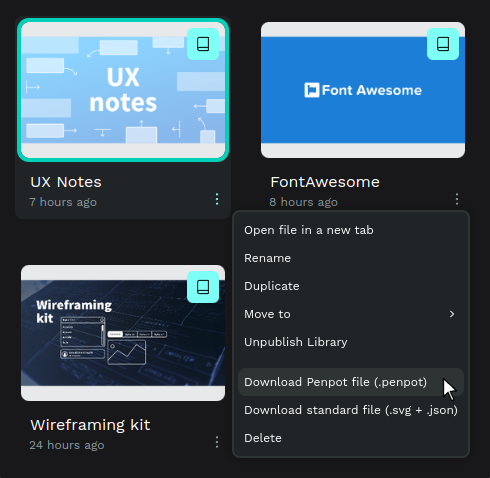 UX
notes
Font Awesome
UX Notes
7 hours ago
FontAwesome
8 hours ago
Open file in a new tab
Rename
Duplicate
Move to
Unpublish Library
Download Penpot file (.penpot)
Download standard file (.svg + .json)
Delete
Wireframing
kit
Wireframing kit
24 hours ago